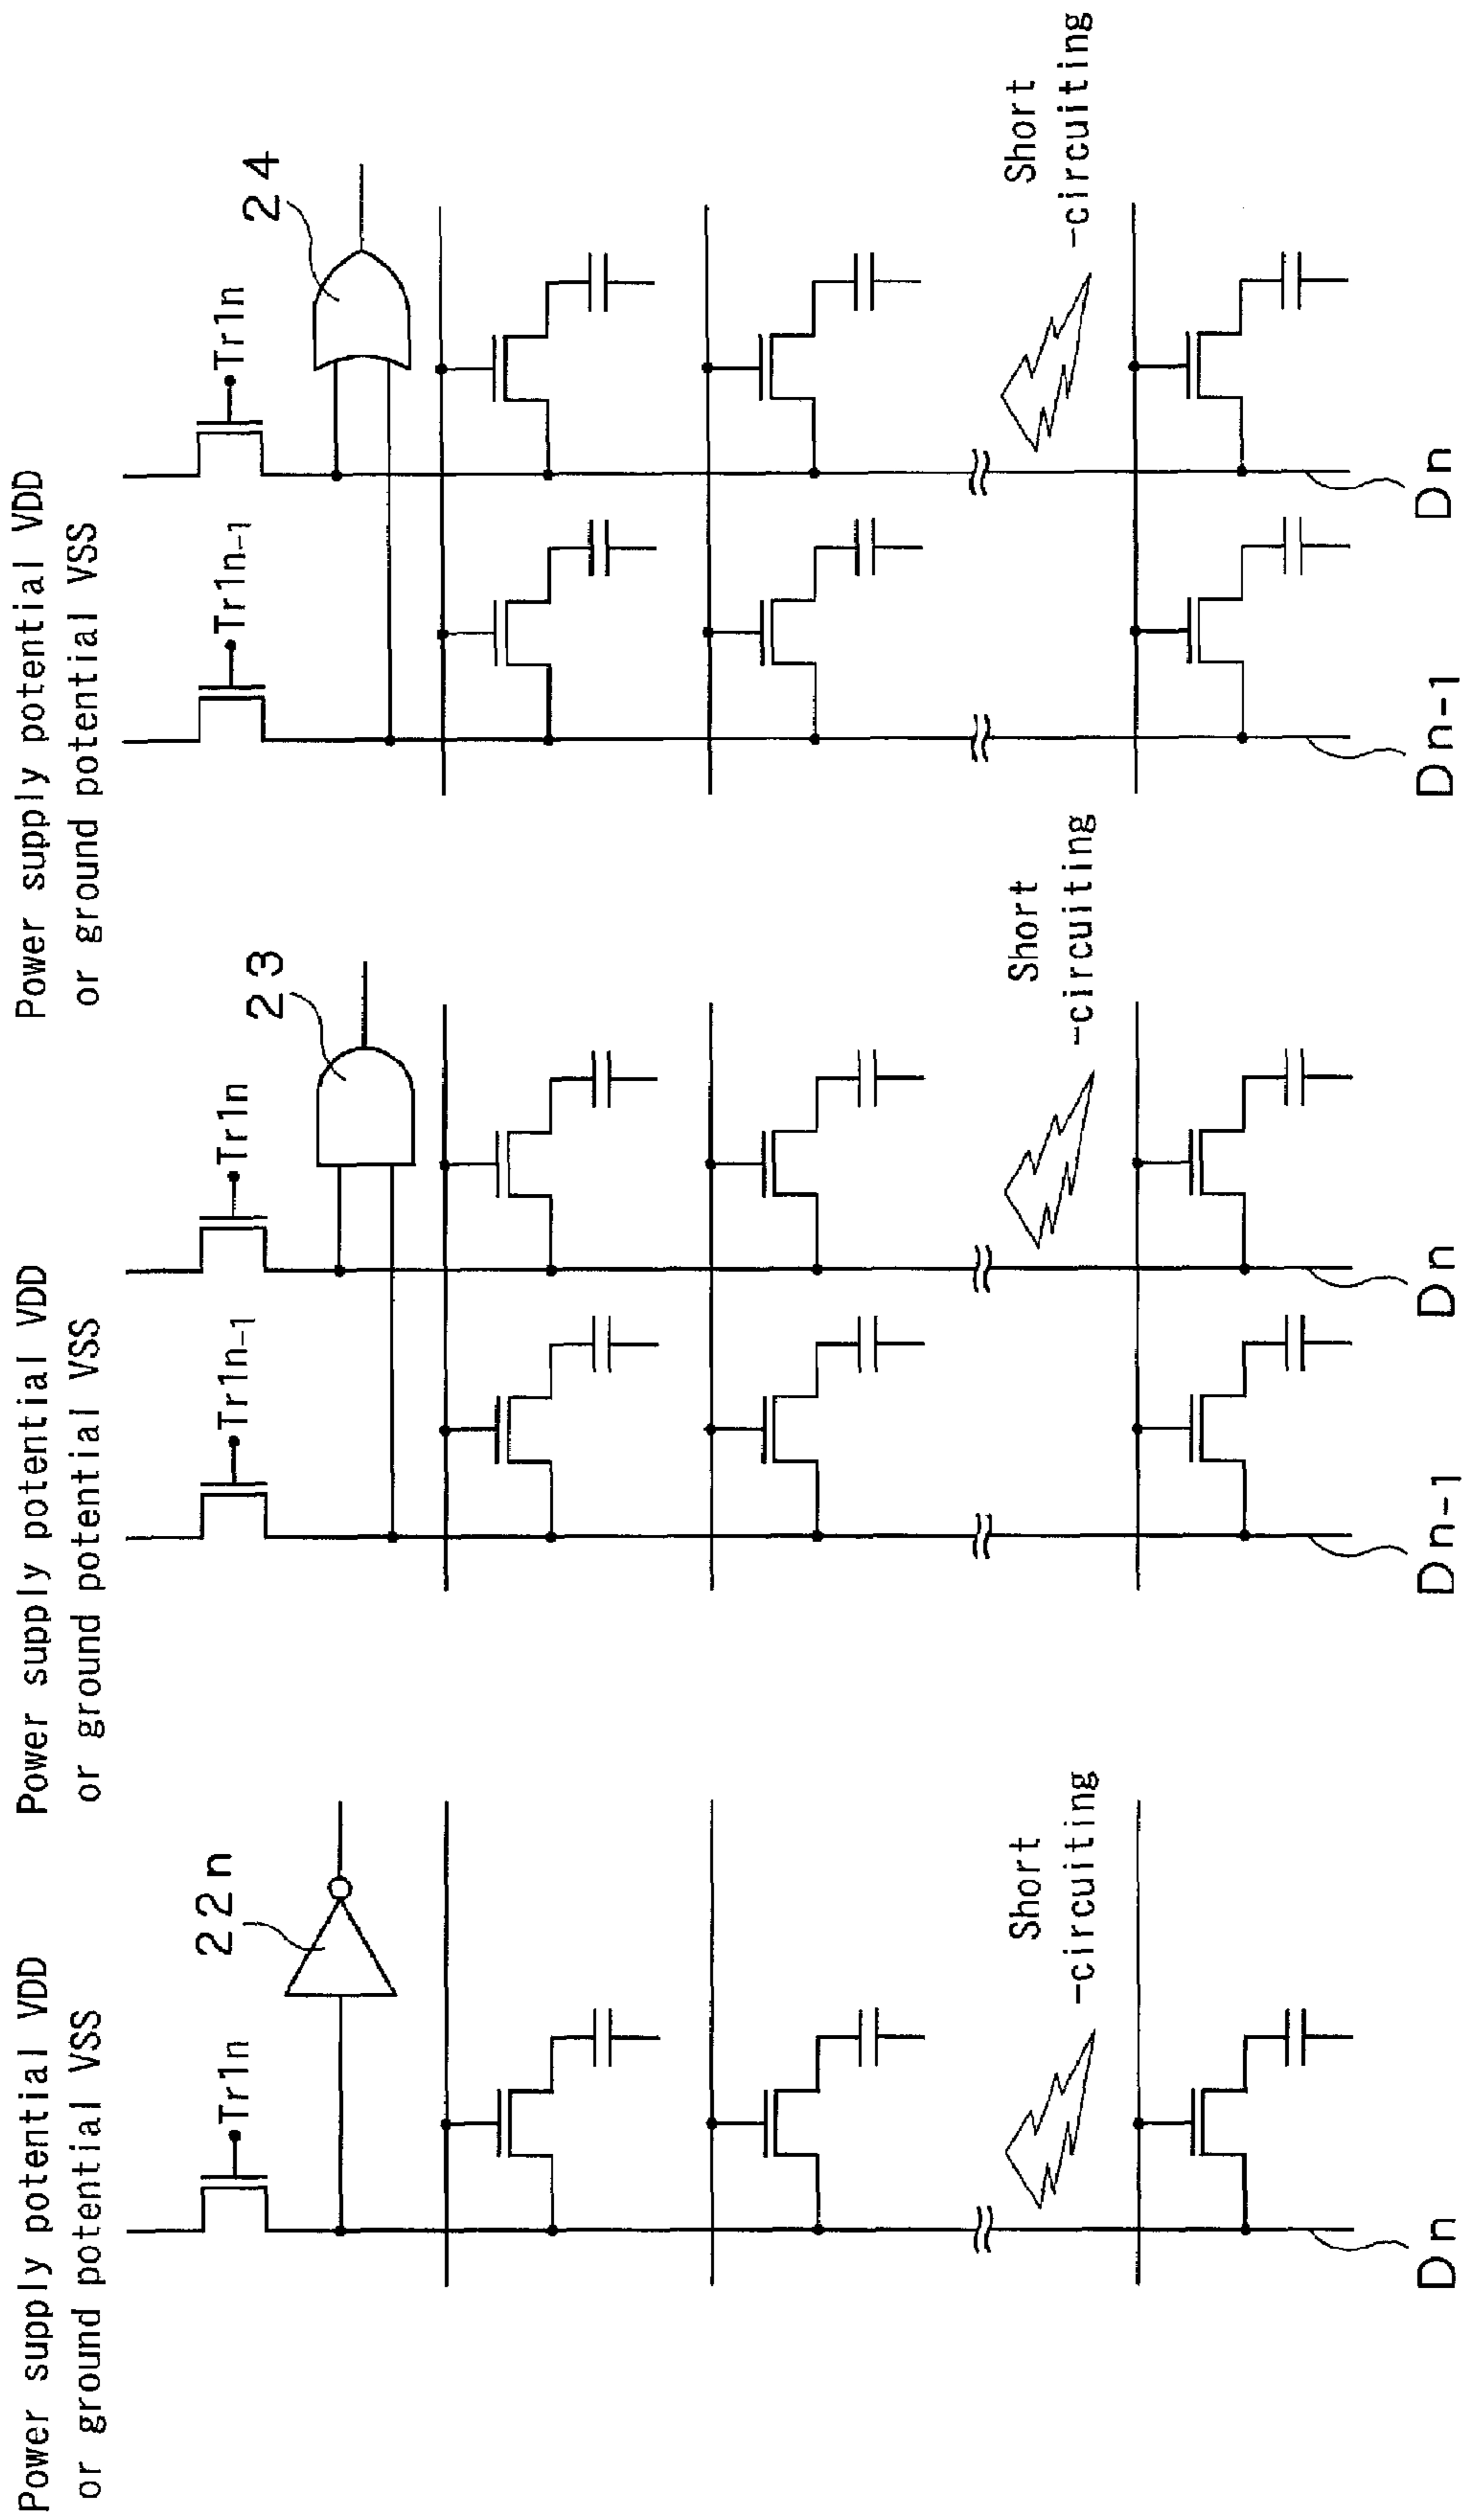 Power supply potential VDD
or ground potential VSS
Tr1n
22n
Short
-circuiting
Dn
Power supply potential VDD
or ground potential VSS
Tr1n-1
Tr1n
23
Short
-circuiting
Dn-1
Dn
Power supply potential VDD
or ground potential VSS
Tr1n-1
Tr1n
24
Short
-circuiting
Dn-1
Dn